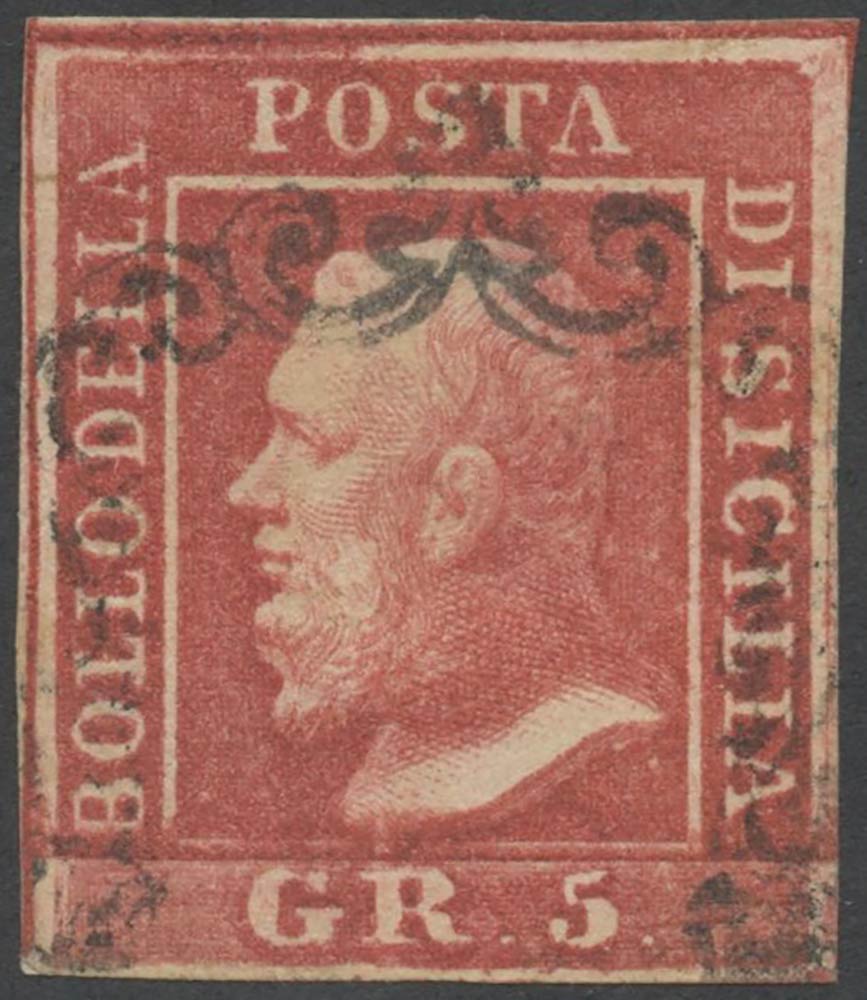 BOLLO DELLA
POSTA
DI SICILIA
GR. 5.